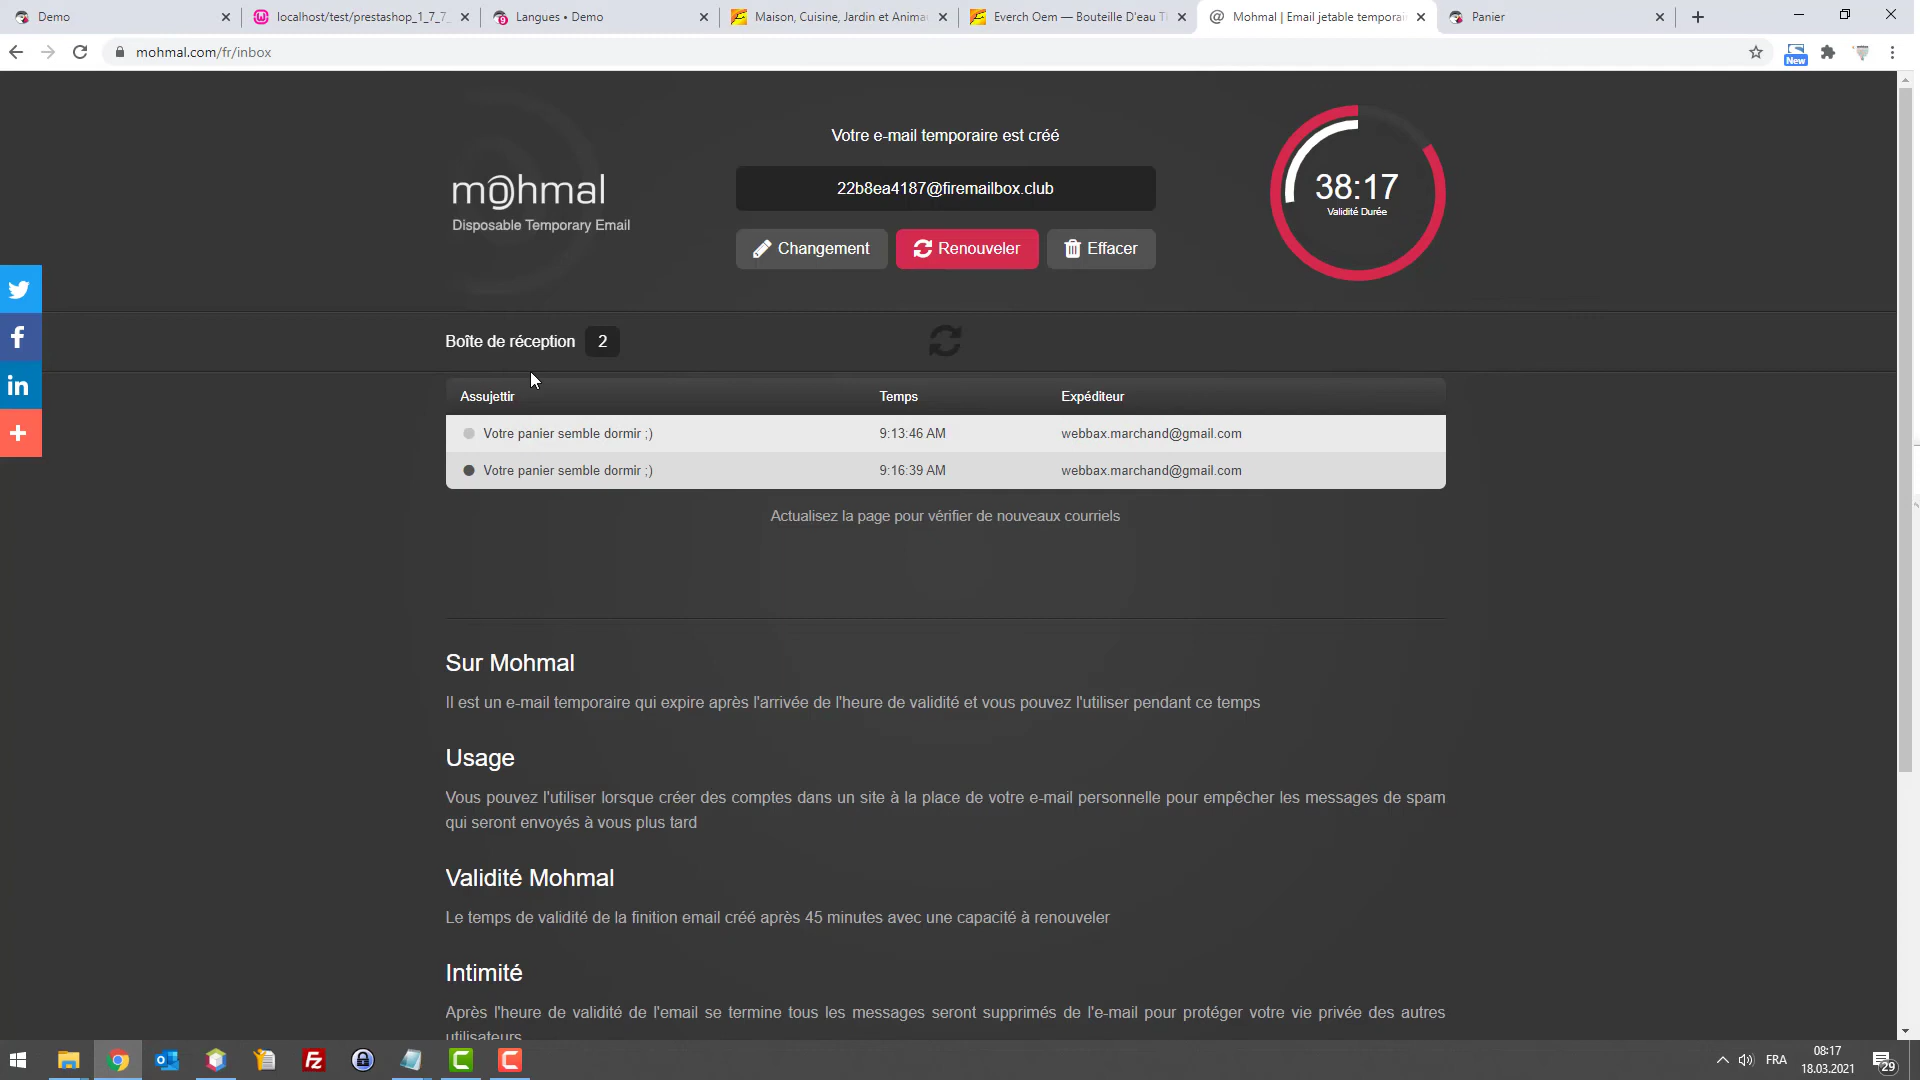 Demo
localhost/test/prestashop_1_7_7_
Langues • Demo
Maison, Cuisine, Jardin et Anima
Everch Oem — Bouteille D'eau T
Mohmal | Email jetable temporai
Panier
mohmal.com/fr/inbox
New
Votre e-mail temporaire est créé
22b8ea4187@firemailbox.club
mohmal
Disposable Temporary Email
38:17
Validité Durée
Changement
Renouveler
Effacer
Boîte de réception 2
Assujettir Temps Expéditeur
Votre panier semble dormir ;) 9:13:46 AM webbax.marchand@gmail.com
Votre panier semble dormir ;) 9:16:39 AM webbax.marchand@gmail.com
Actualisez la page pour vérifier de nouveaux courriels
Sur Mohmal
Il est un e-mail temporaire qui expire après l'arrivée de l'heure de validité et vous pouvez l'utiliser pendant ce temps
Usage
Vous pouvez l'utiliser lorsque créer des comptes dans un site à la place de votre e-mail personnelle pour empêcher les messages de spam
qui seront envoyés à vous plus tard
Validité Mohmal
Le temps de validité de la finition email créé après 45 minutes avec une capacité à renouveler
Intimité
Après l'heure de validité de l'email se termine tous les messages seront supprimés de l'e-mail pour protéger votre vie privée des autres
utilisateurs
FRA
08:17
18.03.2021
29